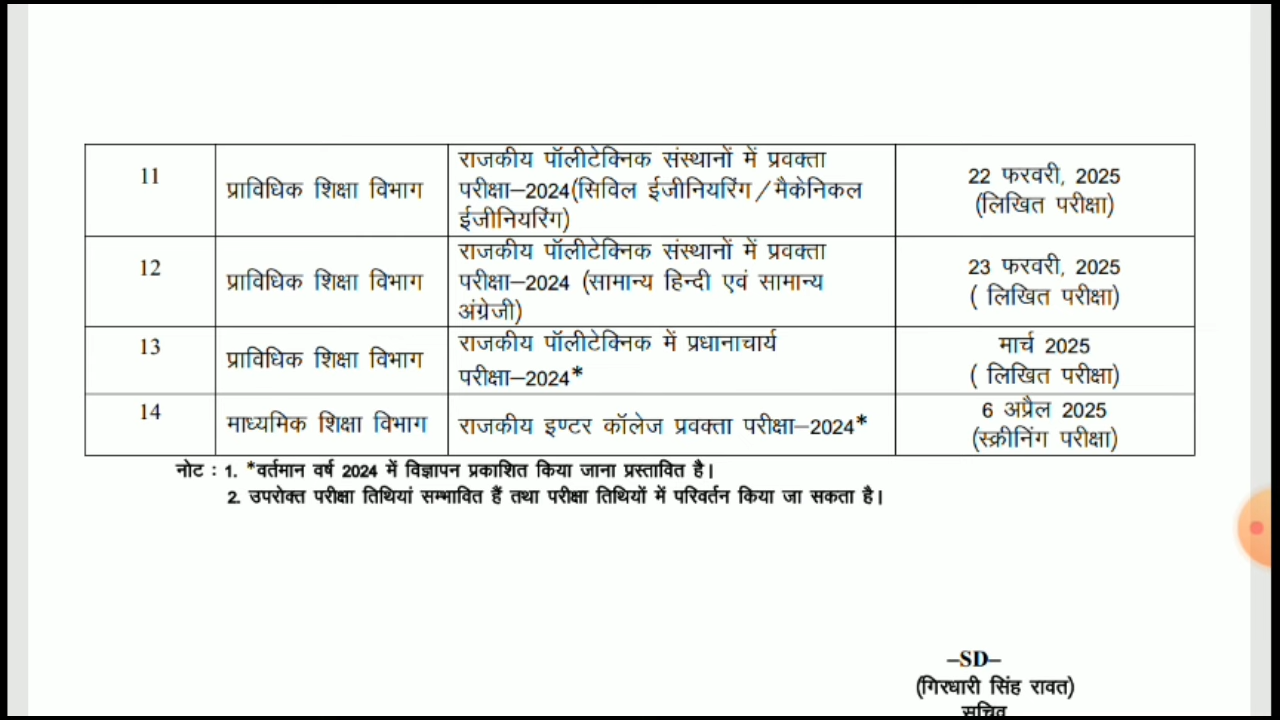 11
प्राविधिक शिक्षा विभाग
राजकीय पॉलीटेक्निक संस्थानों में प्रवक्ता
परीक्षा–2024(सिविल ईजीनियरिंग/मैकेनिकल
ईजीनियरिंग)
22 फरवरी, 2025
(लिखित परीक्षा)
12
प्राविधिक शिक्षा विभाग
राजकीय पॉलीटेक्निक संस्थानों में प्रवक्ता
परीक्षा–2024 (सामान्य हिन्दी एवं सामान्य
अंग्रेजी)
23 फरवरी, 2025
( लिखित परीक्षा)
13
प्राविधिक शिक्षा विभाग
राजकीय पॉलीटेक्निक में प्रधानाचार्य
परीक्षा–2024*
मार्च 2025
( लिखित परीक्षा)
14
माध्यमिक शिक्षा विभाग
राजकीय इण्टर कॉलेज प्रवक्ता परीक्षा–2024*
6 अप्रैल 2025
(स्क्रीनिंग परीक्षा)
नोट : 1. *वर्तमान वर्ष 2024 में विज्ञापन प्रकाशित किया जाना प्रस्तावित है।
2. उपरोक्त परीक्षा तिथियां सम्भावित हैं तथा परीक्षा तिथियों में परिवर्तन किया जा सकता है।
–SD–
(गिरधारी सिंह रावत)
सचिव